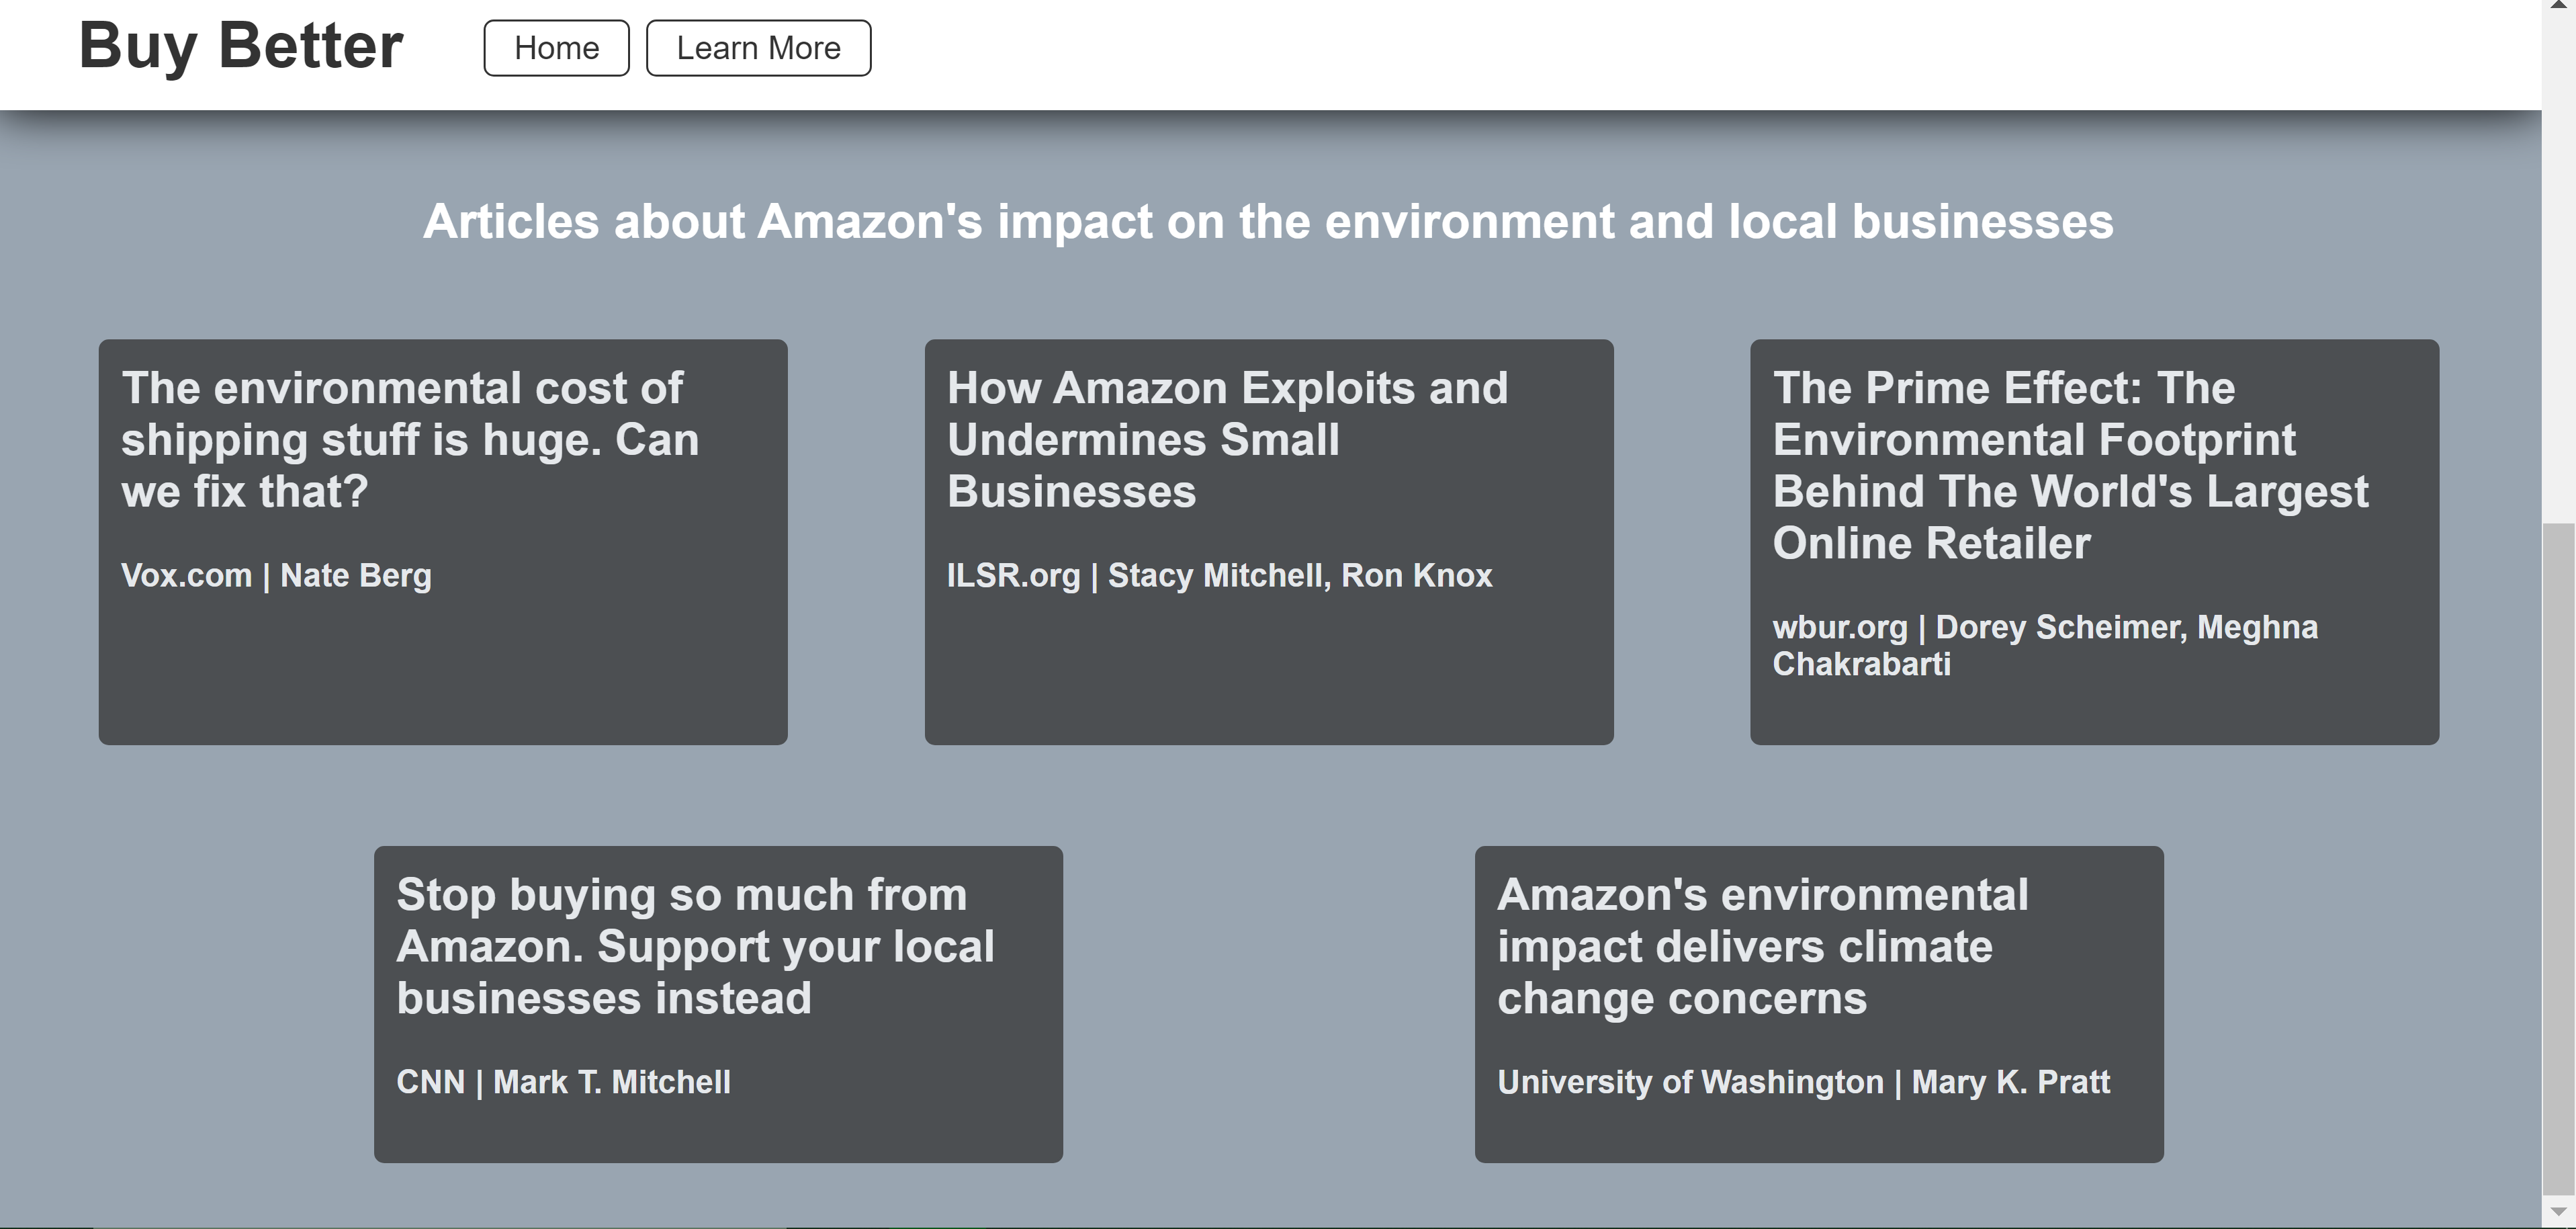 Buy Better
Home
Learn More
Articles about Amazon's impact on the environment and local businesses
The environmental cost of
shipping stuff is huge. Can
we fix that?
Vox.com | Nate Berg
How Amazon Exploits and
Undermines Small
Businesses
ILSR.org | Stacy Mitchell, Ron Knox
The Prime Effect: The
Environmental Footprint
Behind The World's Largest
Online Retailer
wbur.org | Dorey Scheimer, Meghna
Chakrabarti
Stop buying so much from
Amazon. Support your local
businesses instead
CNN | Mark T. Mitchell
Amazon's environmental
impact delivers climate
change concerns
University of Washington | Mary K. Pratt